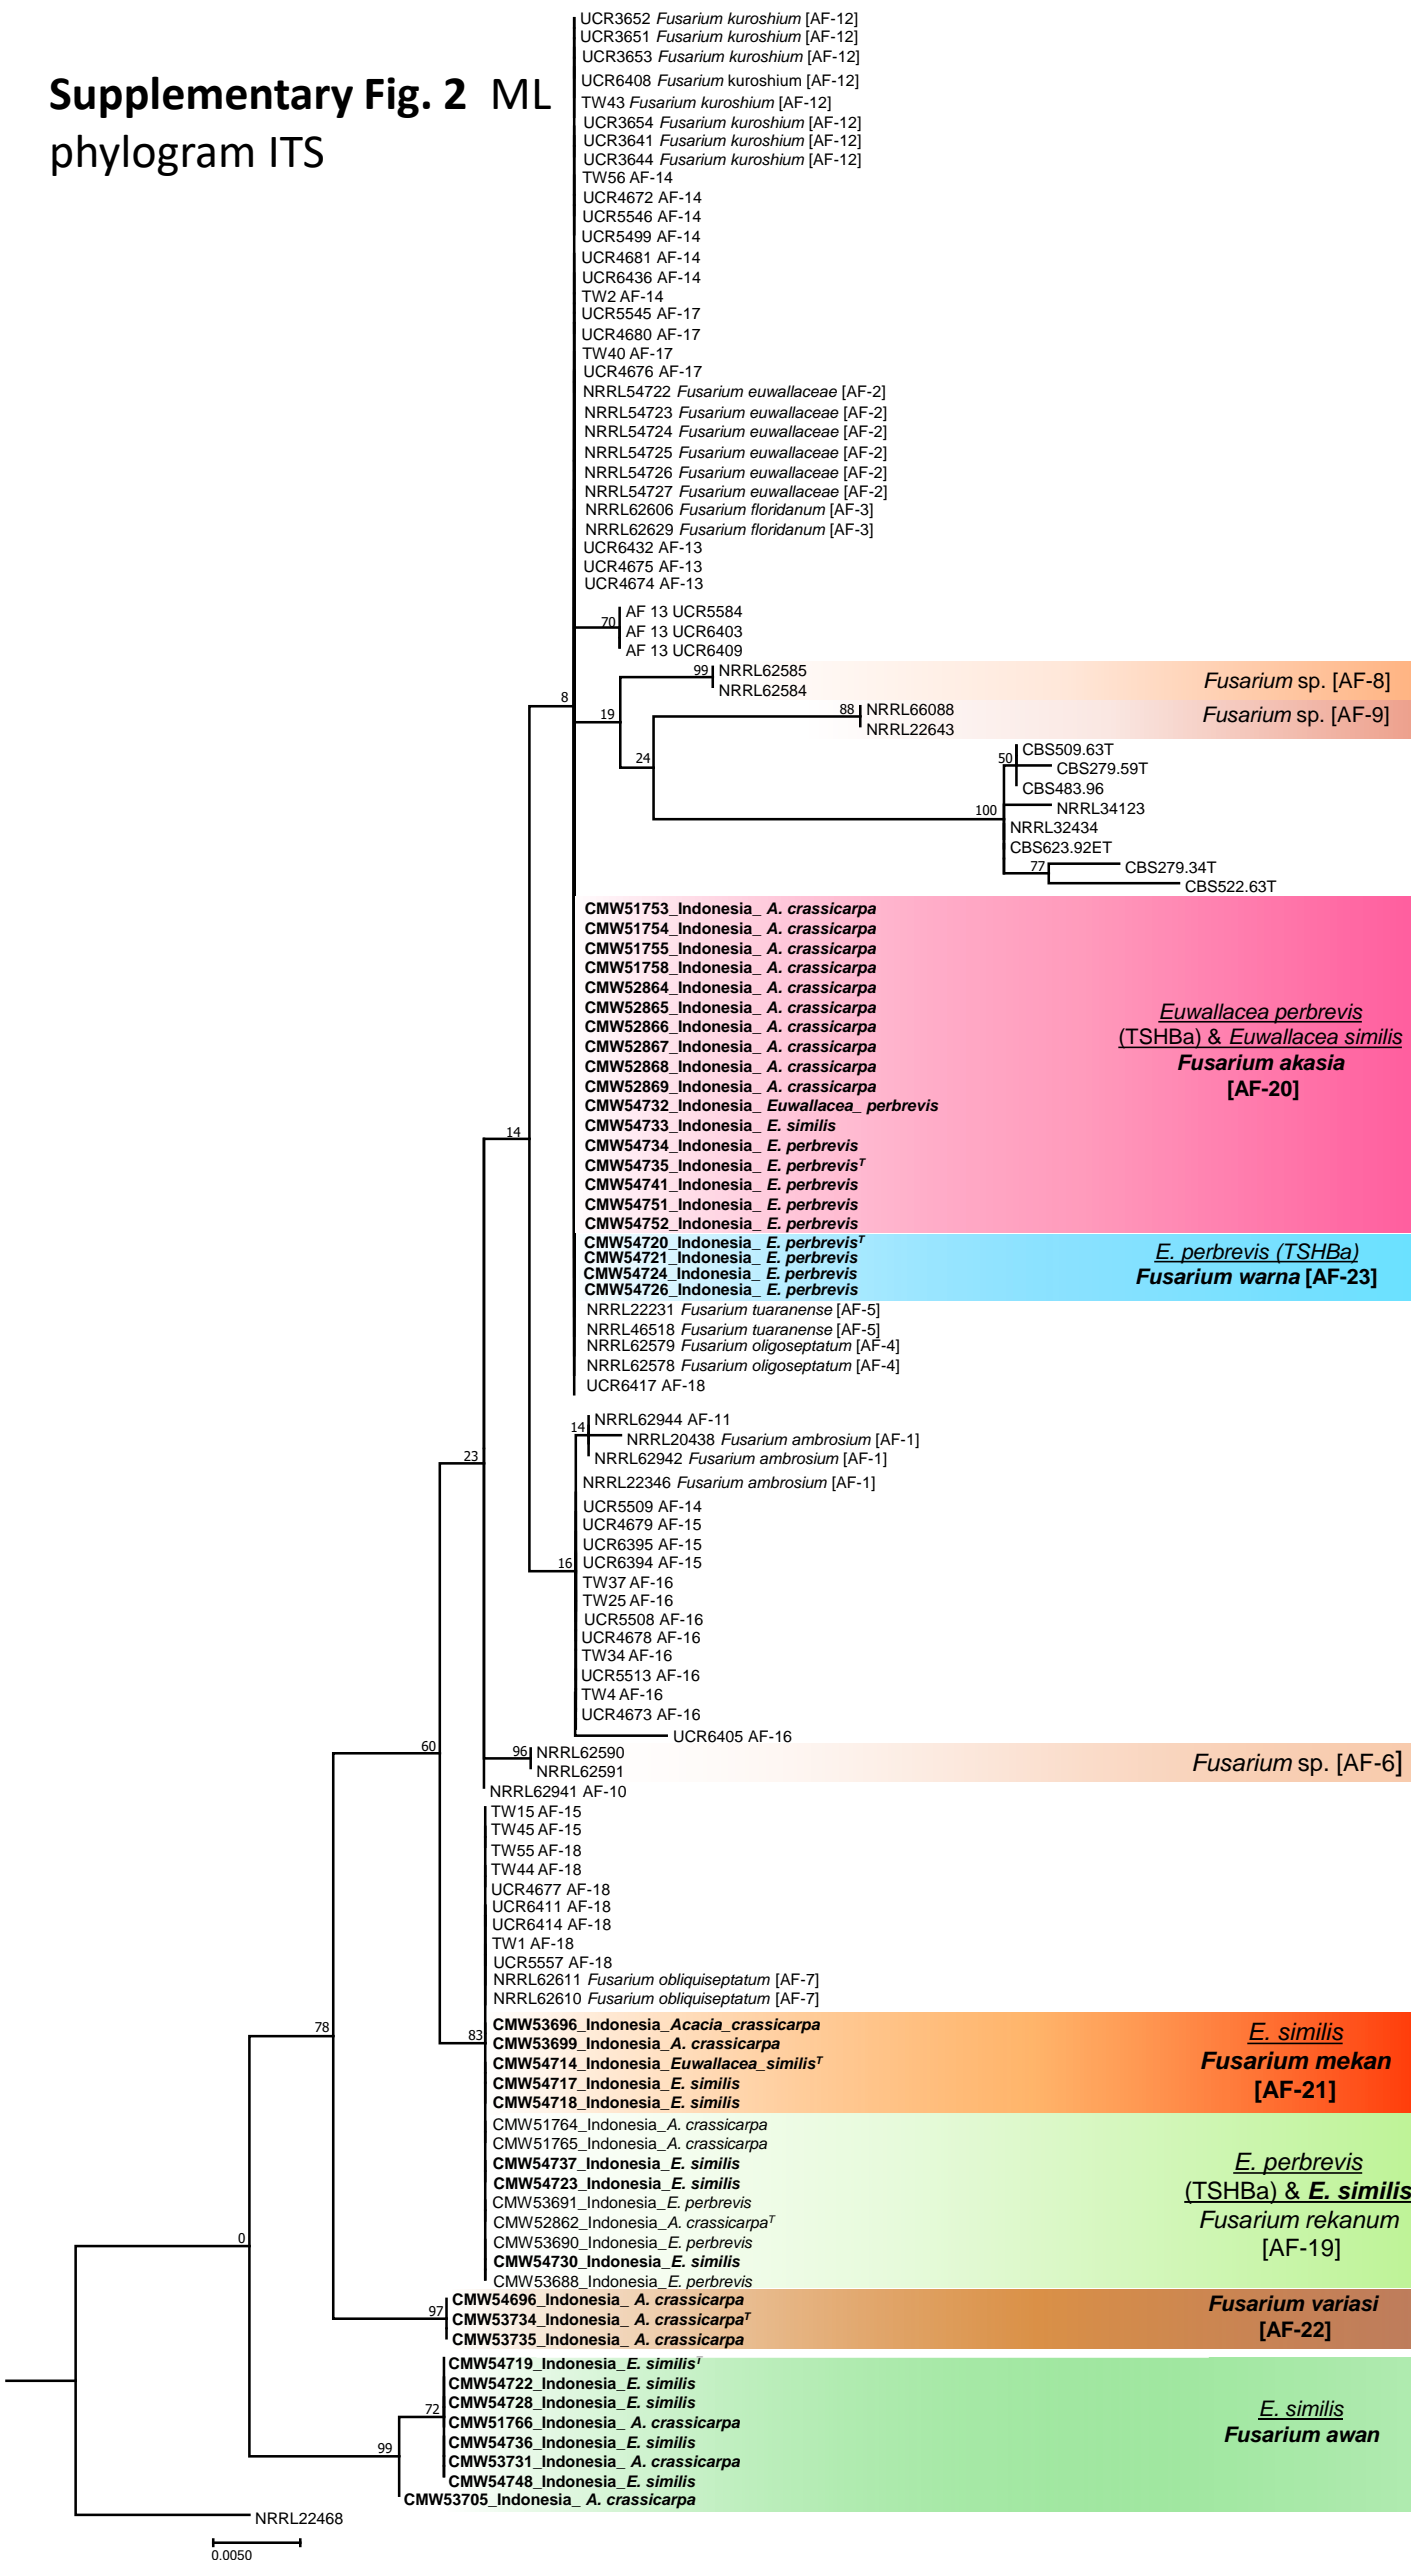 Supplementary Fig. 2 ML
phylogram ITS
UCR3652 Fusarium kuroshium [AF-12]
UCR3651 Fusarium kuroshium [AF-12]
UCR3653 Fusarium kuroshium [AF-12]
UCR6408 Fusarium kuroshium [AF-12]
TW43 Fusarium kuroshium [AF-12]
UCR3654 Fusarium kuroshium [AF-12]
UCR3641 Fusarium kuroshium [AF-12]
UCR3644 Fusarium kuroshium [AF-12]
TW56 AF-14
UCR4672 AF-14
UCR5546 AF-14
UCR5499 AF-14
UCR4681 AF-14
UCR6436 AF-14
TW2 AF-14
UCR5545 AF-17
UCR4680 AF-17
TW40 AF-17
UCR4676 AF-17
NRRL54722 Fusarium euwallaceae [AF-2]
NRRL54723 Fusarium euwallaceae [AF-2]
NRRL54724 Fusarium euwallaceae [AF-2]
NRRL54725 Fusarium euwallaceae [AF-2]
NRRL54726 Fusarium euwallaceae [AF-2]
NRRL54727 Fusarium euwallaceae [AF-2]
NRRL62606 Fusarium floridanum [AF-3]
NRRL62629 Fusarium floridanum [AF-3]
UCR6432 AF-13
UCR4675 AF-13
UCR4674 AF-13
AF 13 UCR5584
70
AF 13 UCR6403
AF 13 UCR6409
99 NRRL62585
NRRL62584
Fusarium sp. [AF-8]
8
19
88 NRRL66088
NRRL22643
Fusarium sp. [AF-9]
24
50
CBS509.63T
CBS279.59T
CBS483.96
100
NRRL34123
NRRL32434
CBS623.92ET
77
CBS279.34T
CBS522.63T
CMW51753_Indonesia_ A. crassicarpa
CMW51754_Indonesia_ A. crassicarpa
CMW51755_Indonesia_ A. crassicarpa
CMW51758_Indonesia_ A. crassicarpa
CMW52864_Indonesia_ A. crassicarpa
CMW52865_Indonesia_ A. crassicarpa
CMW52866_Indonesia_ A. crassicarpa
CMW52867_Indonesia_ A. crassicarpa
CMW52868_Indonesia_ A. crassicarpa
CMW52869_Indonesia_ A. crassicarpa
CMW54732_Indonesia_ Euwallacea_ perbrevis
CMW54733_Indonesia_ E. similis
CMW54734_Indonesia_ E. perbrevis
CMW54735_Indonesia_ E. perbrevisT
CMW54741_Indonesia_ E. perbrevis
CMW54751_Indonesia_ E. perbrevis
CMW54752_Indonesia_ E. perbrevis
Euwallacea perbrevis
(TSHBa) & Euwallacea similis
Fusarium akasia
[AF-20]
14
CMW54720_Indonesia_ E. perbrevisT
CMW54721_Indonesia_ E. perbrevis
CMW54724_Indonesia_ E. perbrevis
CMW54726_Indonesia_ E. perbrevis
E. perbrevis (TSHBa)
Fusarium warna [AF-23]
NRRL22231 Fusarium tuaranense [AF-5]
NRRL46518 Fusarium tuaranense [AF-5]
NRRL62579 Fusarium oligoseptatum [AF-4]
NRRL62578 Fusarium oligoseptatum [AF-4]
UCR6417 AF-18
23
14
NRRL62944 AF-11
NRRL20438 Fusarium ambrosium [AF-1]
NRRL62942 Fusarium ambrosium [AF-1]
NRRL22346 Fusarium ambrosium [AF-1]
UCR5509 AF-14
UCR4679 AF-15
UCR6395 AF-15
16
UCR6394 AF-15
TW37 AF-16
TW25 AF-16
UCR5508 AF-16
UCR4678 AF-16
TW34 AF-16
UCR5513 AF-16
TW4 AF-16
UCR4673 AF-16
UCR6405 AF-16
60
96 NRRL62590
NRRL62591
Fusarium sp. [AF-6]
NRRL62941 AF-10
TW15 AF-15
TW45 AF-15
TW55 AF-18
TW44 AF-18
UCR4677 AF-18
UCR6411 AF-18
UCR6414 AF-18
TW1 AF-18
UCR5557 AF-18
NRRL62611 Fusarium obliquiseptatum [AF-7]
NRRL62610 Fusarium obliquiseptatum [AF-7]
78
83
CMW53696_Indonesia_Acacia_crassicarpa
CMW53699_Indonesia_A. crassicarpa
CMW54714_Indonesia_Euwallacea_similisT
CMW54717_Indonesia_E. similis
CMW54718_Indonesia_E. similis
E. similis
Fusarium mekan
[AF-21]
CMW51764_Indonesia_A. crassicarpa
CMW51765_Indonesia_A. crassicarpa
CMW54737_Indonesia_E. similis
CMW54723_Indonesia_E. similis
CMW53691_Indonesia_E. perbrevis
CMW52862_Indonesia_A. crassicarpaT
CMW53690_Indonesia_E. perbrevis
CMW54730_Indonesia_E. similis
CMW53688_Indonesia_E. perbrevis
E. perbrevis
(TSHBa) & E. similis
Fusarium rekanum
[AF-19]
0
97
CMW54696_Indonesia_ A. crassicarpa
CMW53734_Indonesia_ A. crassicarpaT
CMW53735_Indonesia_ A. crassicarpa
Fusarium variasi
[AF-22]
CMW54719_Indonesia_E. similisT
CMW54722_Indonesia_E. similis
CMW54728_Indonesia_E. similis
72
CMW51766_Indonesia_ A. crassicarpa
CMW54736_Indonesia_E. similis
99
CMW53731_Indonesia_ A. crassicarpa
CMW54748_Indonesia_E. similis
CMW53705_Indonesia_ A. crassicarpa
E. similis
Fusarium awan
NRRL22468
0.0050